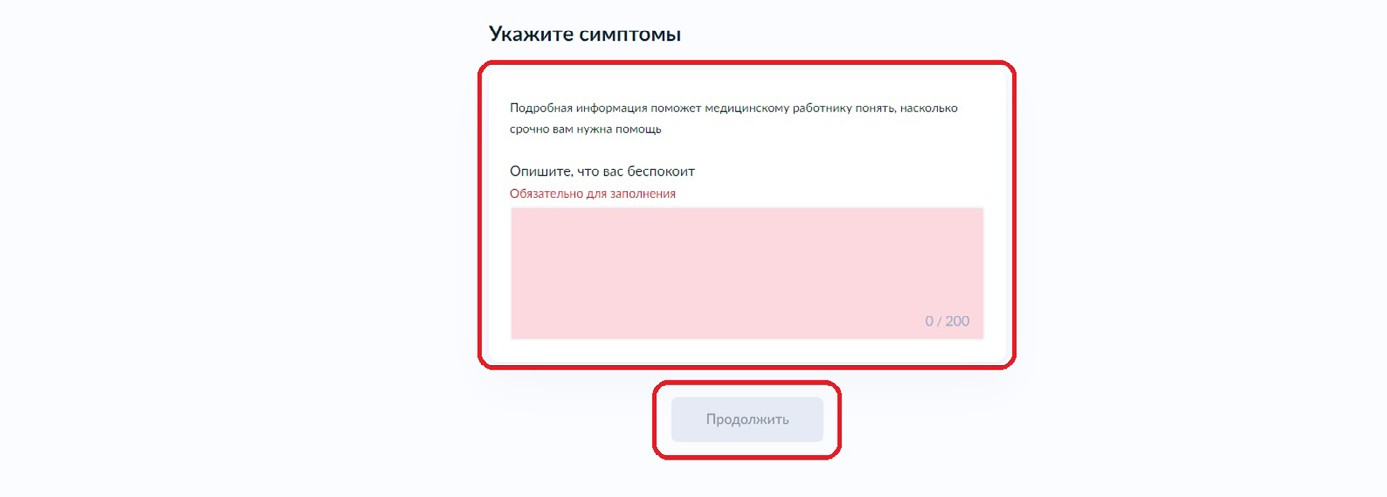 Укажите симптомы
Подробная информация поможет медицинскому работнику понять, насколько
срочно вам нужна помощь
Опишите, что вас беспокоит
Обязательно для заполнения
0 / 200
Продолжить